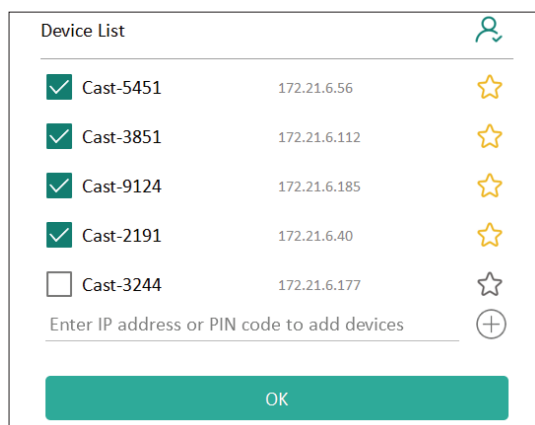 Device List
Cast-5451 172.21.6.56
Cast-3851 172.21.6.112
Cast-9124 172.21.6.185
Cast-2191 172.21.6.40
Cast-3244 172.21.6.177
Enter IP address or PIN code to add devices
OK